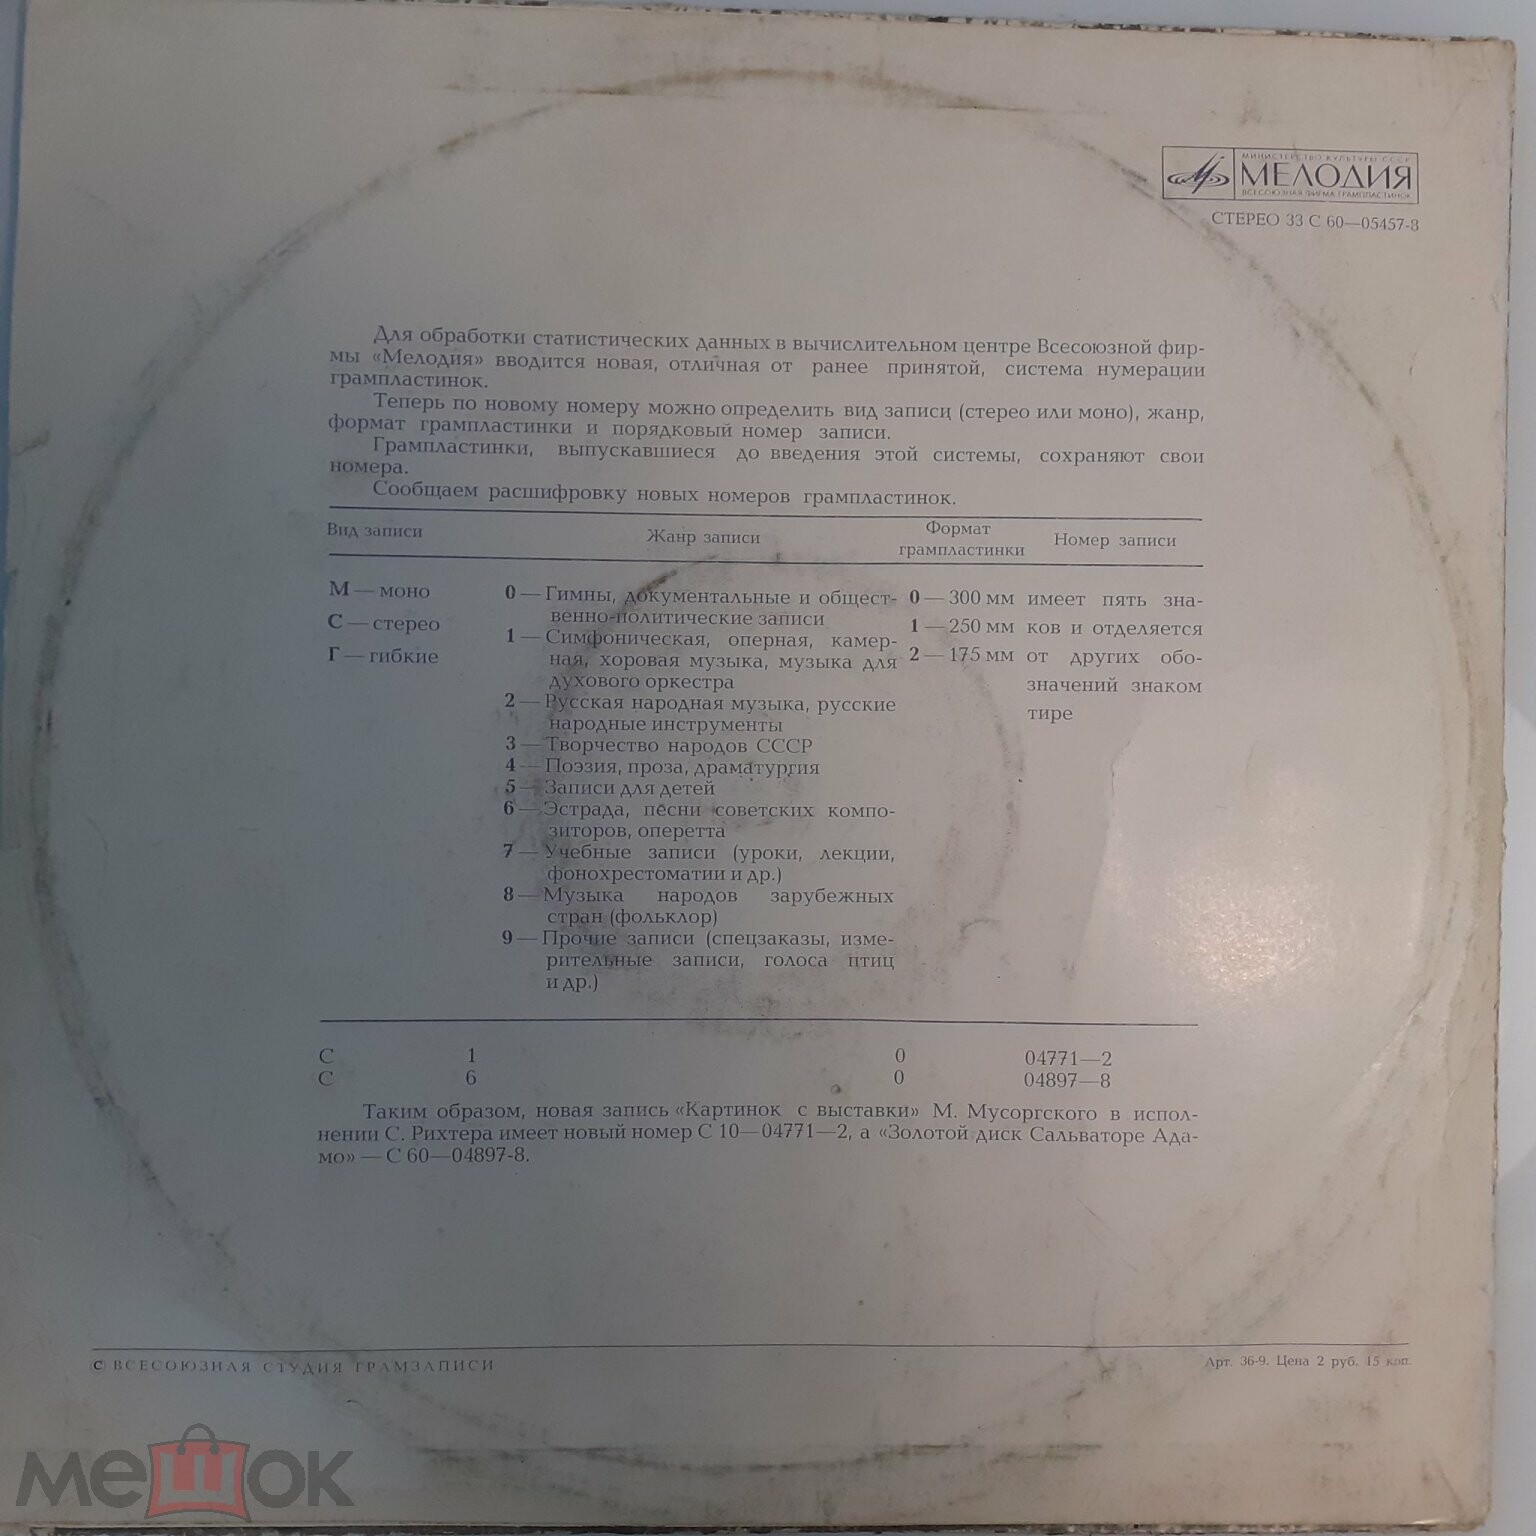 МИНИСТЕРСТВО КУЛЬТУРЫ СССР
МЕЛОДИЯ
ВСЕСОЮЗНАЯ ФИРМА ГРАМПЛАСТИНОК
СТЕРЕО 33 С 60—05457-8
Для обработки статистических данных в вычислительном центре Всесоюзной фир-
мы «Мелодия» вводится новая, отличная от ранее принятой, система нумерации
грампластинок.
Теперь по новому номеру можно определить вид записи (стерео или моно), жанр,
формат грампластинки и порядковый номер записи.
Грампластинки, выпускавшиеся до введения этой системы, сохраняют свои
номера.
Сообщаем расшифровку новых номеров грампластинок.
Вид записи
Жанр записи
Формат
грампластинки
Номер записи
М — моно
С — стерео
Г — гибкие
0 — Гимны, документальные и общест-
венно-политические записи
1 — Симфоническая, оперная, камер-
ная, хоровая музыка, музыка для
духового оркестра
2 — Русская народная музыка, русские
народные инструменты
3 — Творчество народов СССР
4 — Поэзия, проза, драматургия
5 — Записи для детей
6 — Эстрада, песни советских компо-
зиторов, оперетта
7 — Учебные записи (уроки, лекции,
фонохрестоматии и др.)
8 — Музыка народов зарубежных
стран (фольклор)
9 — Прочие записи (спецзаказы, изме-
рительные записи, голоса птиц
и др.)
0 — 300 мм
1 — 250 мм
2 — 175 мм
имеет пять зна-
ков и отделяется
от других обо-
значений знаком
тире
С 1 0 04771—2
С 6 0 04897—8
Таким образом, новая запись «Картинок с выставки» М. Мусоргского в испол-
нении С. Рихтера имеет новый номер С 10—04771—2, а «Золотой диск Сальваторе Ада-
мо» — С 60—04897-8.
© ВСЕСОЮЗНАЯ СТУДИЯ ГРАМЗАПИСИ
Арт. 36-9. Цена 2 руб. 15 коп.
мешок